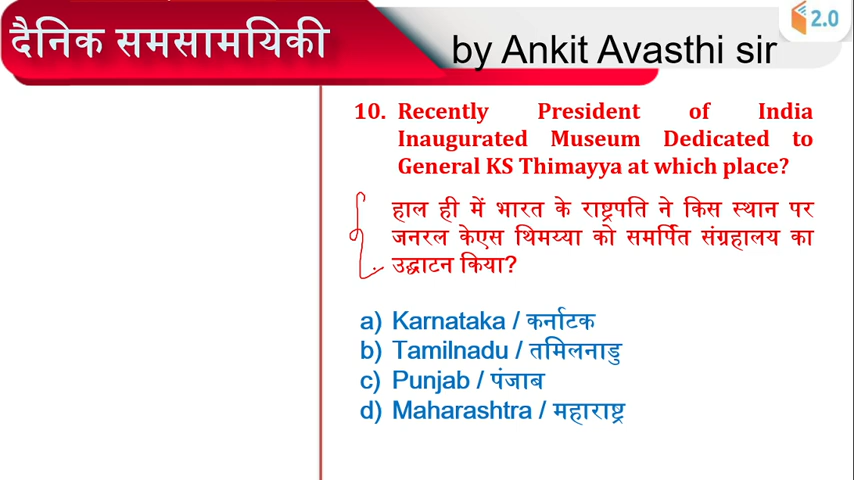 दैनिक समसामयिकी
by Ankit Avasthi sir
2.0
10. Recently President of India
Inaugurated Museum Dedicated to
General KS Thimayya at which place?
हाल ही में भारत के राष्ट्रपति ने किस स्थान पर
जनरल केएस थिमय्या को समर्पित संग्रहालय का
उद्घाटन किया?
a) Karnataka / कर्नाटक
b) Tamilnadu / तमिलनाडु
c) Punjab / पंजाब
d) Maharashtra / महाराष्ट्र